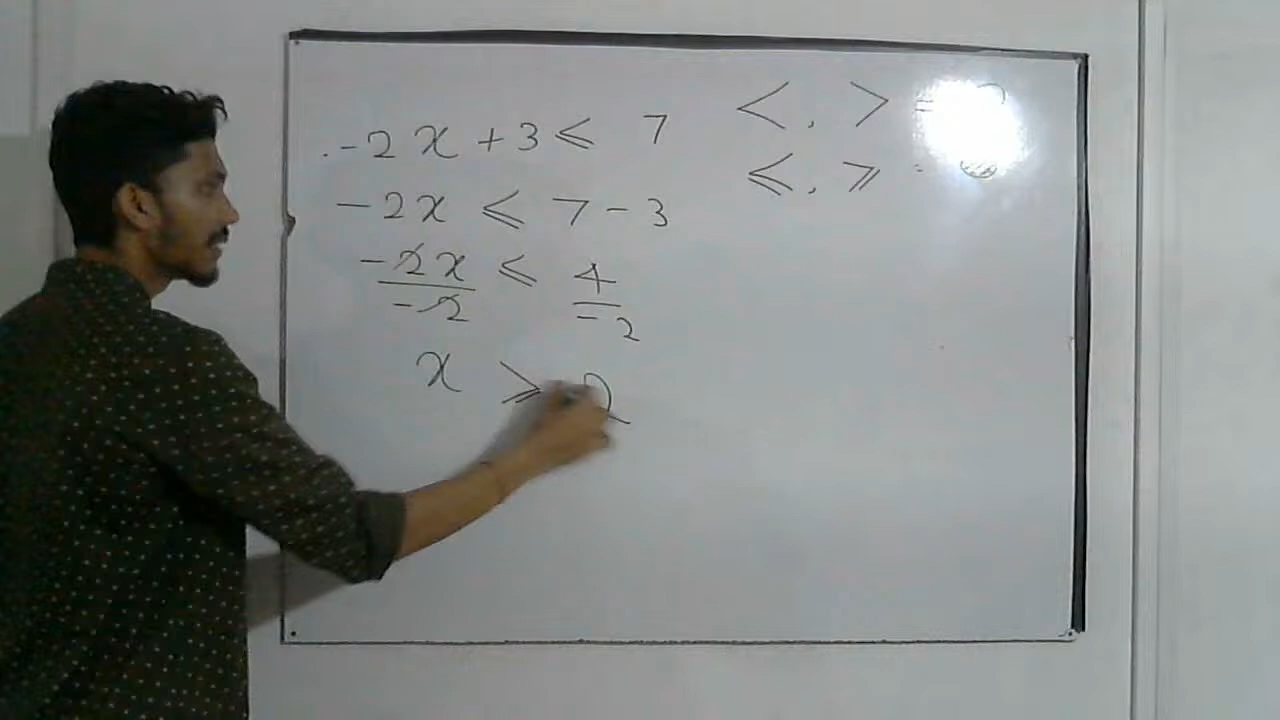 -2x + 3 ≤ 7
-2x ≤ 7 - 3
-2x/-2 ≤ 4/-2
x ≥ 2
<, > =
≤, ≥ =